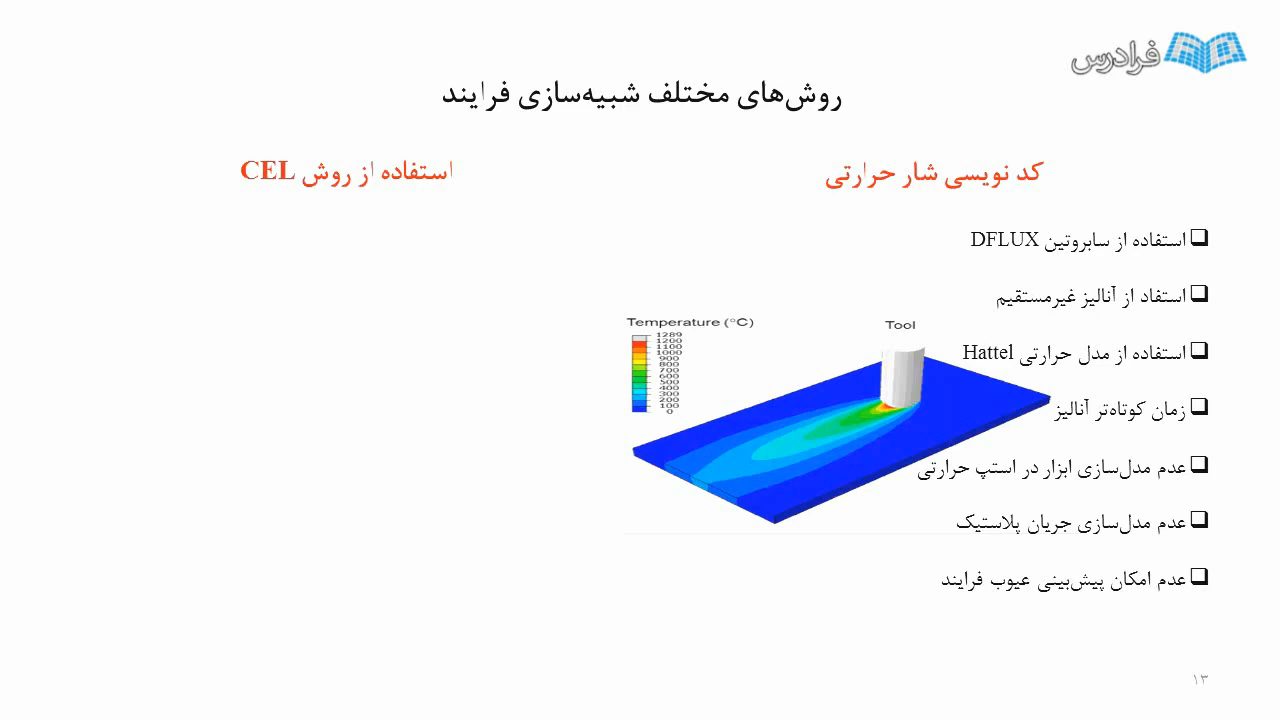 فرادرس
روش‌های مختلف شبیه‌سازی فرایند
کد نویسی شار حرارتی
استفاده از روش CEL
استفاده از سابروتین DFLUX
استفاد از آنالیز غیرمستقیم
استفاده از مدل حرارتی Hattel
زمان کوتاه‌تر آنالیز
عدم مدل‌سازی ابزار در استپ حرارتی
عدم مدل‌سازی جریان پلاستیک
عدم امکان پیش‌بینی عیوب فرایند
Temperature (°C)
1289
1200
1100
1000
900
800
700
600
500
400
300
200
100
0
Tool
۱۳